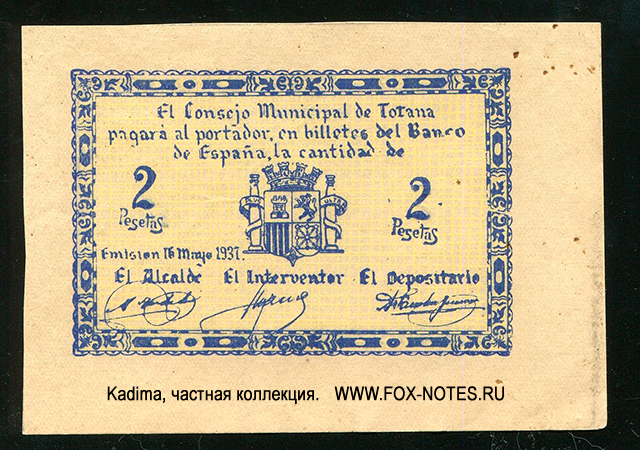 El Consejo Municipal de Totana
pagará al portador, en billetes del Banco
de España, la cantidad de
2 2
Pesetas Pesetas
Emisión 16 Mayo 1937.
El Alcalde El Interventor El Depositario
Kadima, частная коллекция. WWW.FOX-NOTES.RU